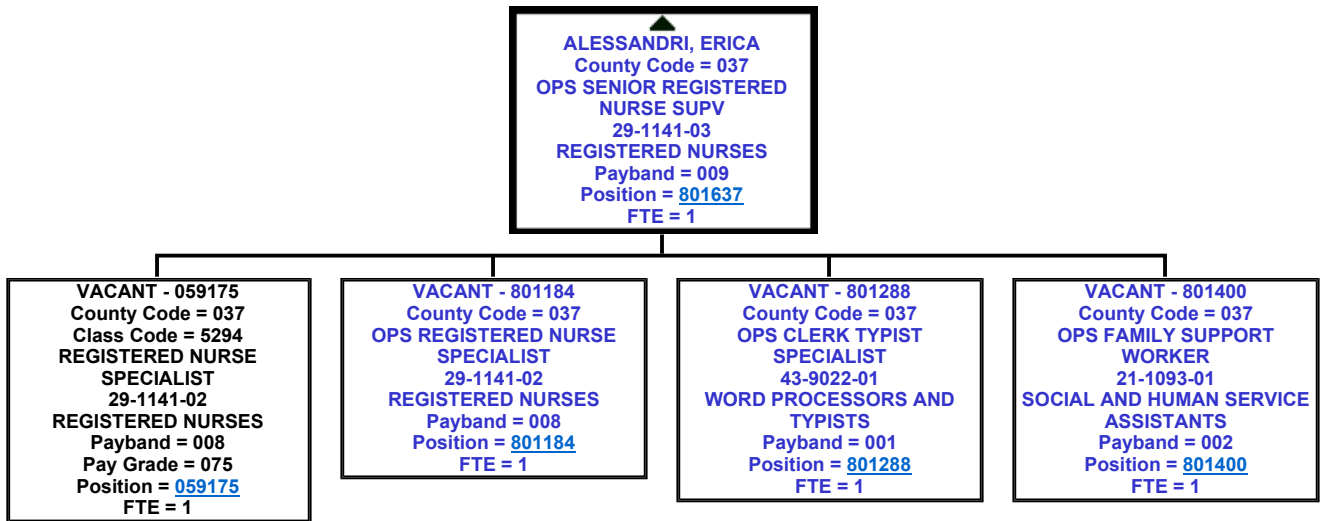 ALESSANDRI, ERICA
County Code = 037
OPS SENIOR REGISTERED
NURSE SUPV
29-1141-03
REGISTERED NURSES
Payband = 009
Position = 801637
FTE = 1
VACANT - 059175
County Code = 037
Class Code = 5294
REGISTERED NURSE
SPECIALIST
29-1141-02
REGISTERED NURSES
Payband = 008
Pay Grade = 075
Position = 059175
FTE = 1
VACANT - 801184
County Code = 037
OPS REGISTERED NURSE
SPECIALIST
29-1141-02
REGISTERED NURSES
Payband = 008
Position = 801184
FTE = 1
VACANT - 801288
County Code = 037
OPS CLERK TYPIST
SPECIALIST
43-9022-01
WORD PROCESSORS AND
TYPISTS
Payband = 001
Position = 801288
FTE = 1
VACANT - 801400
County Code = 037
OPS FAMILY SUPPORT
WORKER
21-1093-01
SOCIAL AND HUMAN SERVICE
ASSISTANTS
Payband = 002
Position = 801400
FTE = 1